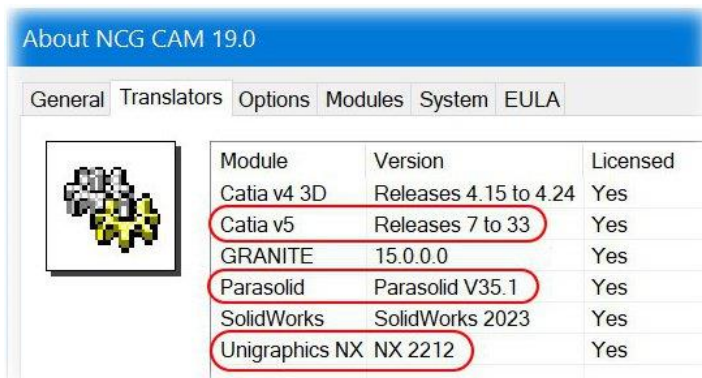 About NCG CAM 19.0
General Translators Options Modules System EULA
Module Version Licensed
Catia v4 3D Releases 4.15 to 4.24 Yes
Catia v5 Releases 7 to 33 Yes
GRANITE 15.0.0.0 Yes
Parasolid Parasolid V35.1 Yes
SolidWorks SolidWorks 2023 Yes
Unigraphics NX NX 2212 Yes